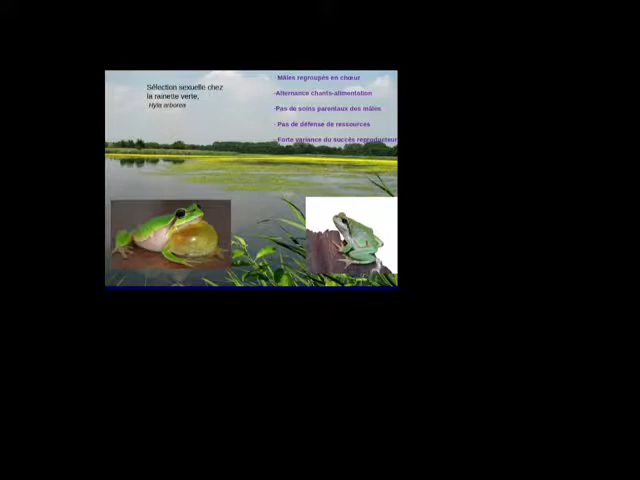 Sélection sexuelle chez
la rainette verte,
Hyla arborea
- Mâles regroupés en chœur
-Alternance chants-alimentation
-Pas de soins parentaux des mâles
- Pas de défense de ressources
- Forte variance du succès reproducteur